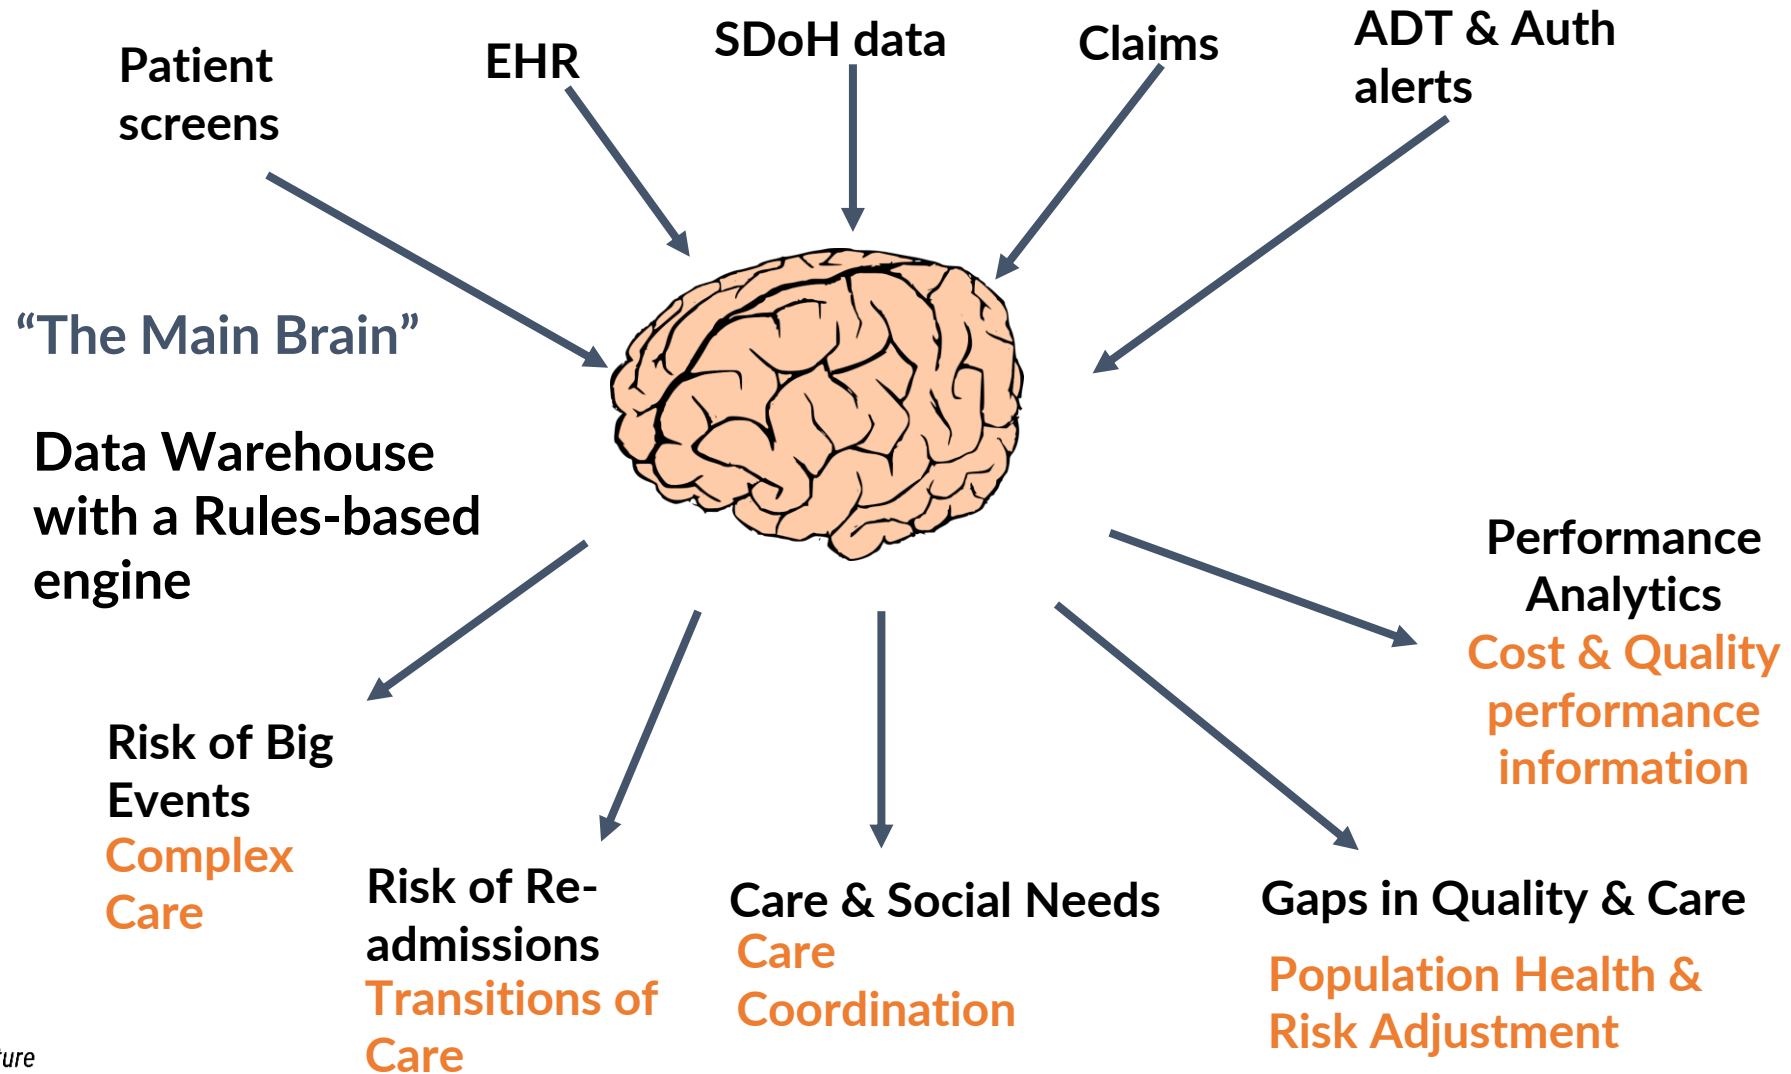 Patient
screens
EHR
SDoH data
Claims
ADT & Auth
alerts
“The Main Brain”
Data Warehouse
with a Rules-based
engine
Risk of Big
Events
Complex
Care
Risk of Re-
admissions
Transitions of
Care
Care & Social Needs
Care
Coordination
Gaps in Quality & Care
Population Health &
Risk Adjustment
Performance
Analytics
Cost & Quality
performance
information